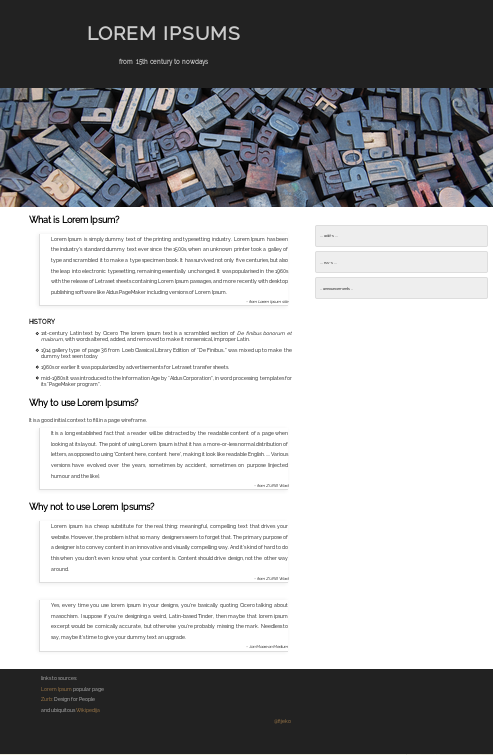 LOREM IPSUMS
from 15th century to nowdays
What is Lorem Ipsum?
Lorem Ipsum is simply dummy text of the printing and typesetting industry. Lorem Ipsum has been
the industry's standard dummy text ever since the 1500s, when an unknown printer took a galley of
type and scrambled it to make a type specimen book. It has survived not only five centuries, but also
the leap into electronic typesetting, remaining essentially unchanged. It was popularised in the 1960s
with the release of Letraset sheets containing Lorem Ipsum passages, and more recently with desktop
publishing software like Aldus PageMaker including versions of Lorem Ipsum.
- from Lorem Ipsum site
HISTORY
1st-century Latin text by Cicero The lorem ipsum text is a scrambled section of De finibus bonorum et
malorum, with words altered, added, and removed to make it nonsensical, improper Latin.
1914 gallery type of page 36 from Loeb Classical Library Edition of "De Finibus." was mixed up to make the
dummy text seen today
1960s or earlier It was popularized by advertisements for Letraset transfer sheets.
mid-1980s It was introduced to the Information Age by "Aldus Corporation", in word processing templates for
its "PageMaker program".
Why to use Lorem Ipsums?
It is a good initial context to fill in a page wireframe.
It is a long established fact that a reader will be distracted by the readable content of a page when
looking at its layout. The point of using Lorem Ipsum is that it has a more-or-less normal distribution of
letters, as opposed to using 'Content here, content here', making it look like readable English. ... Various
versions have evolved over the years, sometimes by accident, sometimes on purpose (injected
humour and the like).
- from ZURB Word
Why not to use Lorem Ipsums?
Lorem ipsum is a cheap substitute for the real thing: meaningful, compelling text that drives your
website. However, the problem is that so many designers seem to forget that. The primary purpose of
a designer is to convey content in an innovative and visually compelling way. And it's kind of hard to do
this when you don't even know what your content is. Content should drive design, not the other way
around.
- from ZURB Word
Yes, every time you use lorem ipsum in your designs, you're basically quoting Cicero talking about
masochism. I suppose if you're designing a weird, Latin-based Tinder, then maybe that lorem ipsum
excerpt would be comically accurate, but otherwise you're probably missing the mark. Needless to
say, maybe it's time to give your dummy text an upgrade.
links to sources:
Lorem Ipsum popular page
Zurb: Design for People
and ubiquitous Wikipedija